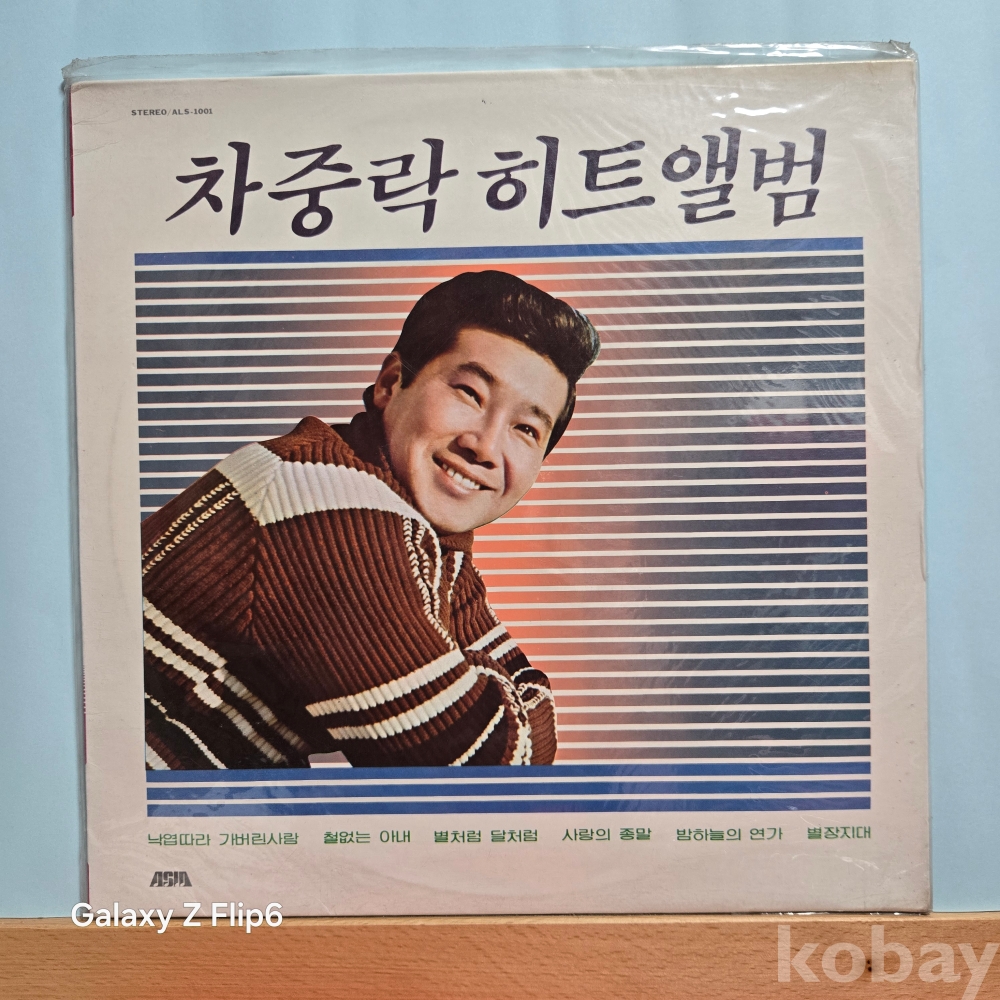 STEREO/ALS-1001
차중락 히트앨범
낙엽따라 가버린사랑 철없는 아내 별처럼 달처럼 사랑의 종말 밤하늘의 연가 별장지대
ASIA
Galaxy Z Flip6
kobay